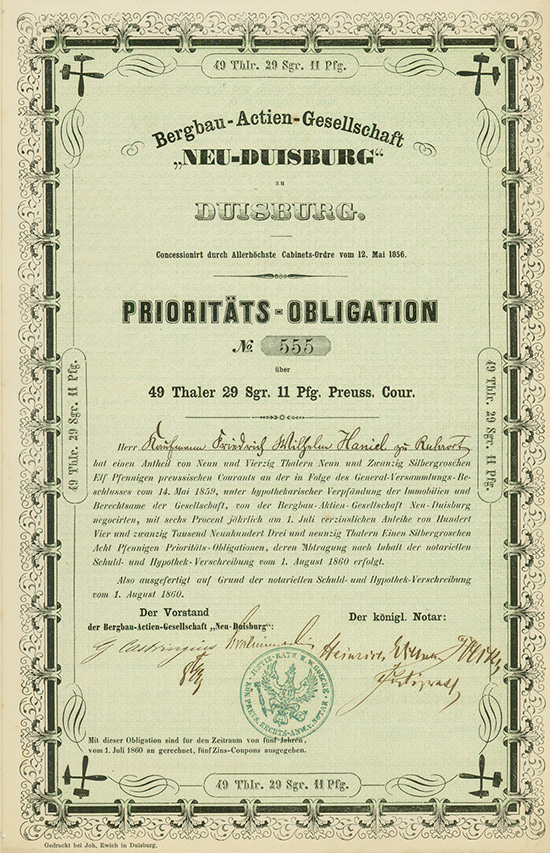 49 Thlr. 29 Sgr. 11 Pfg.
Bergbau-Actien-Gesellschaft
„NEU-DUISBURG“
zu
DUISBURG.
Concessionirt durch Allerhöchste Cabinets-Ordre vom 12. Mai 1856.
PRIORITÄTS-OBLIGATION
No. 555
über
49 Thaler 29 Sgr. 11 Pfg. Preuss. Cour.
49 Thlr. 29 Sgr. 11 Pfg.
49 Thlr. 29 Sgr. 11 Pfg.
Herr Kaufmann Friedrich Wilhelm Haniel zu Ruhrort
hat einen Antheil von Neun und Vierzig Thalern Neun und Zwanzig Silbergroschen
Elf Pfennigen preussischen Courants an der in Folge des General-Versammlungs-Be-
schlusses vom 14. Mai 1859, unter hypothekarischer Verpfändung der Immobilien und
Berechtsame der Gesellschaft, von der Bergbau-Aktien-Gesellschaft Neu-Duisburg
negocirten, mit sechs Procent jährlich am 1. Juli verzinslichen Anleihe von Hundert
Vier und zwanzig Tausend Neunhundert Drei und neunzig Thalern Einen Silbergroschen
Acht Pfennigen Prioritäts-Obligationen, deren Abtragung nach Inhalt der notariellen
Schuld- und Hypothek-Verschreibung vom 1. August 1860 erfolgt.
Also ausgefertigt auf Grund der notariellen Schuld- und Hypothek-Verschreibung
vom 1. August 1860.
Der Vorstand
der Bergbau-Actien-Gesellschaft „Neu-Duisburg“:
Der königl. Notar:
Heinrich
Mit dieser Obligation sind für den Zeitraum von fünf Jahren,
vom 1. Juli 1860 an gerechnet, fünf Zins-Coupons ausgegeben.
49 Thlr. 29 Sgr. 11 Pfg.
Gedruckt bei Joh. Ewich in Duisburg.